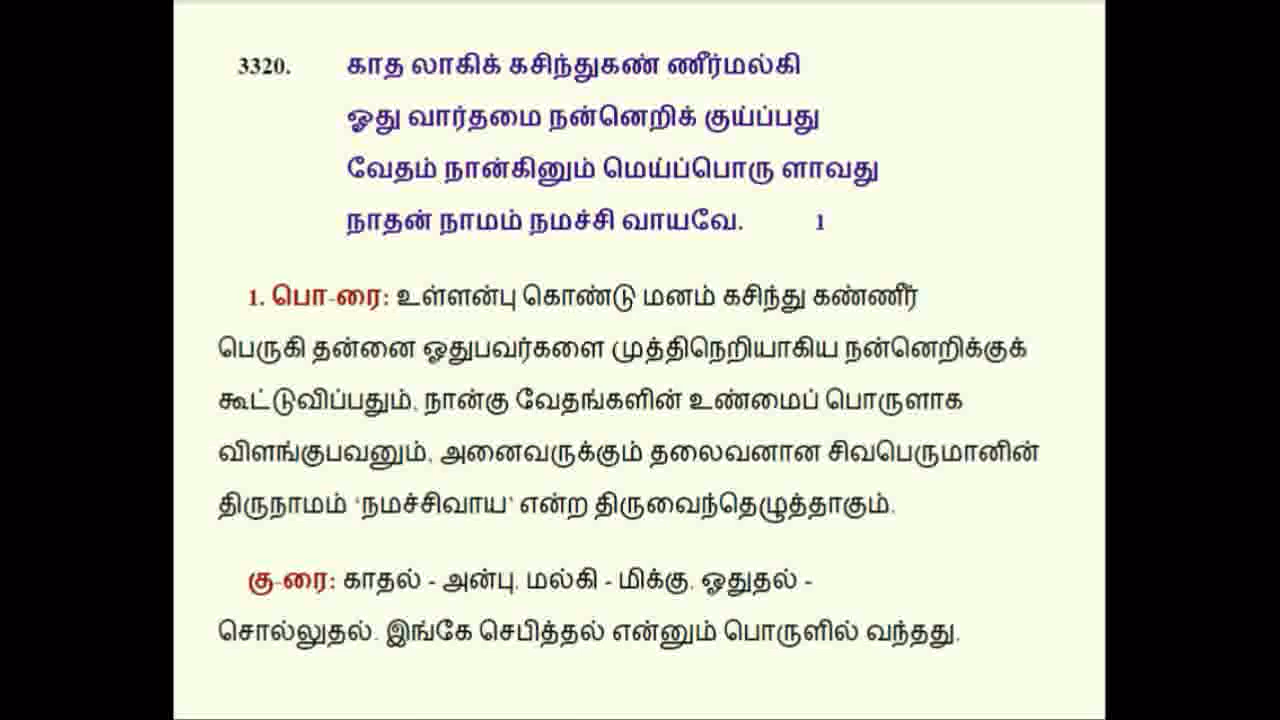 3320. காத லாகிக் கசிந்துகண் ணீர்மல்கி
ஓது வார்தமை நன்னெறிக் குய்ப்பது
வேதம் நான்கினும் மெய்ப்பொரு ளாவது
நாதன் நாமம் நமச்சி வாயவே. 1
1. பொ-ரை: உள்ளன்பு கொண்டு மனம் கசிந்து கண்ணீர்
பெருகி தன்னை ஓதுபவர்களை முத்திநெறியாகிய நன்னெறிக்குக்
கூட்டுவிப்பதும், நான்கு வேதங்களின் உண்மைப் பொருளாக
விளங்குபவனும், அனைவருக்கும் தலைவனான சிவபெருமானின்
திருநாமம் ‘நமச்சிவாய’ என்ற திருவைந்தெழுத்தாகும்.
கு-ரை: காதல் - அன்பு. மல்கி - மிக்கு. ஓதுதல் -
சொல்லுதல். இங்கே செபித்தல் என்னும் பொருளில் வந்தது.